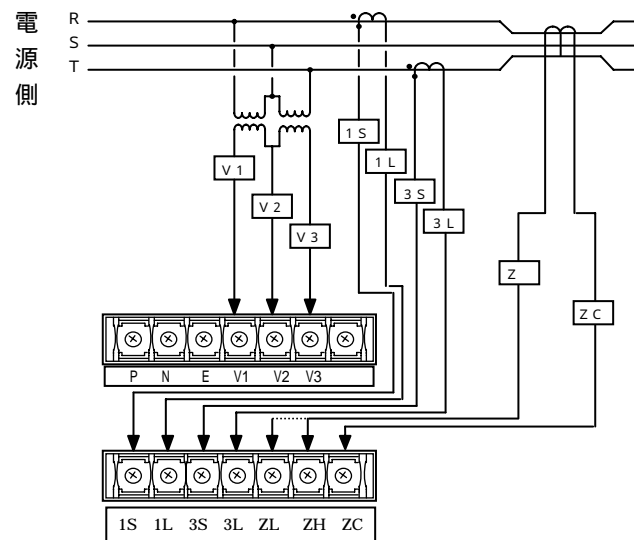 電源側
R
S
T
1 S
1 L
V 1
3 S
V 2
3 L
V 3
Z
Z C
P N E V1 V2 V3
1S 1L 3S 3L ZL ZH ZC